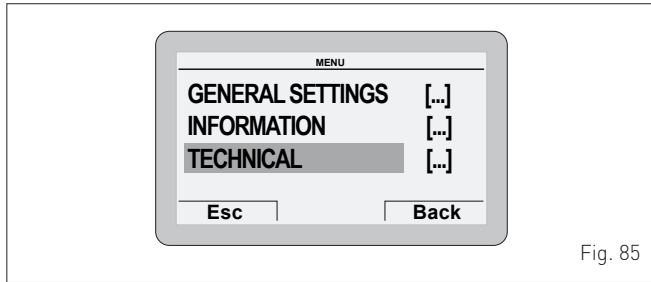 MENU
GENERAL SETTINGS [...]
INFORMATION [...]
TECHNICAL [...]
Esc Back
Fig. 85